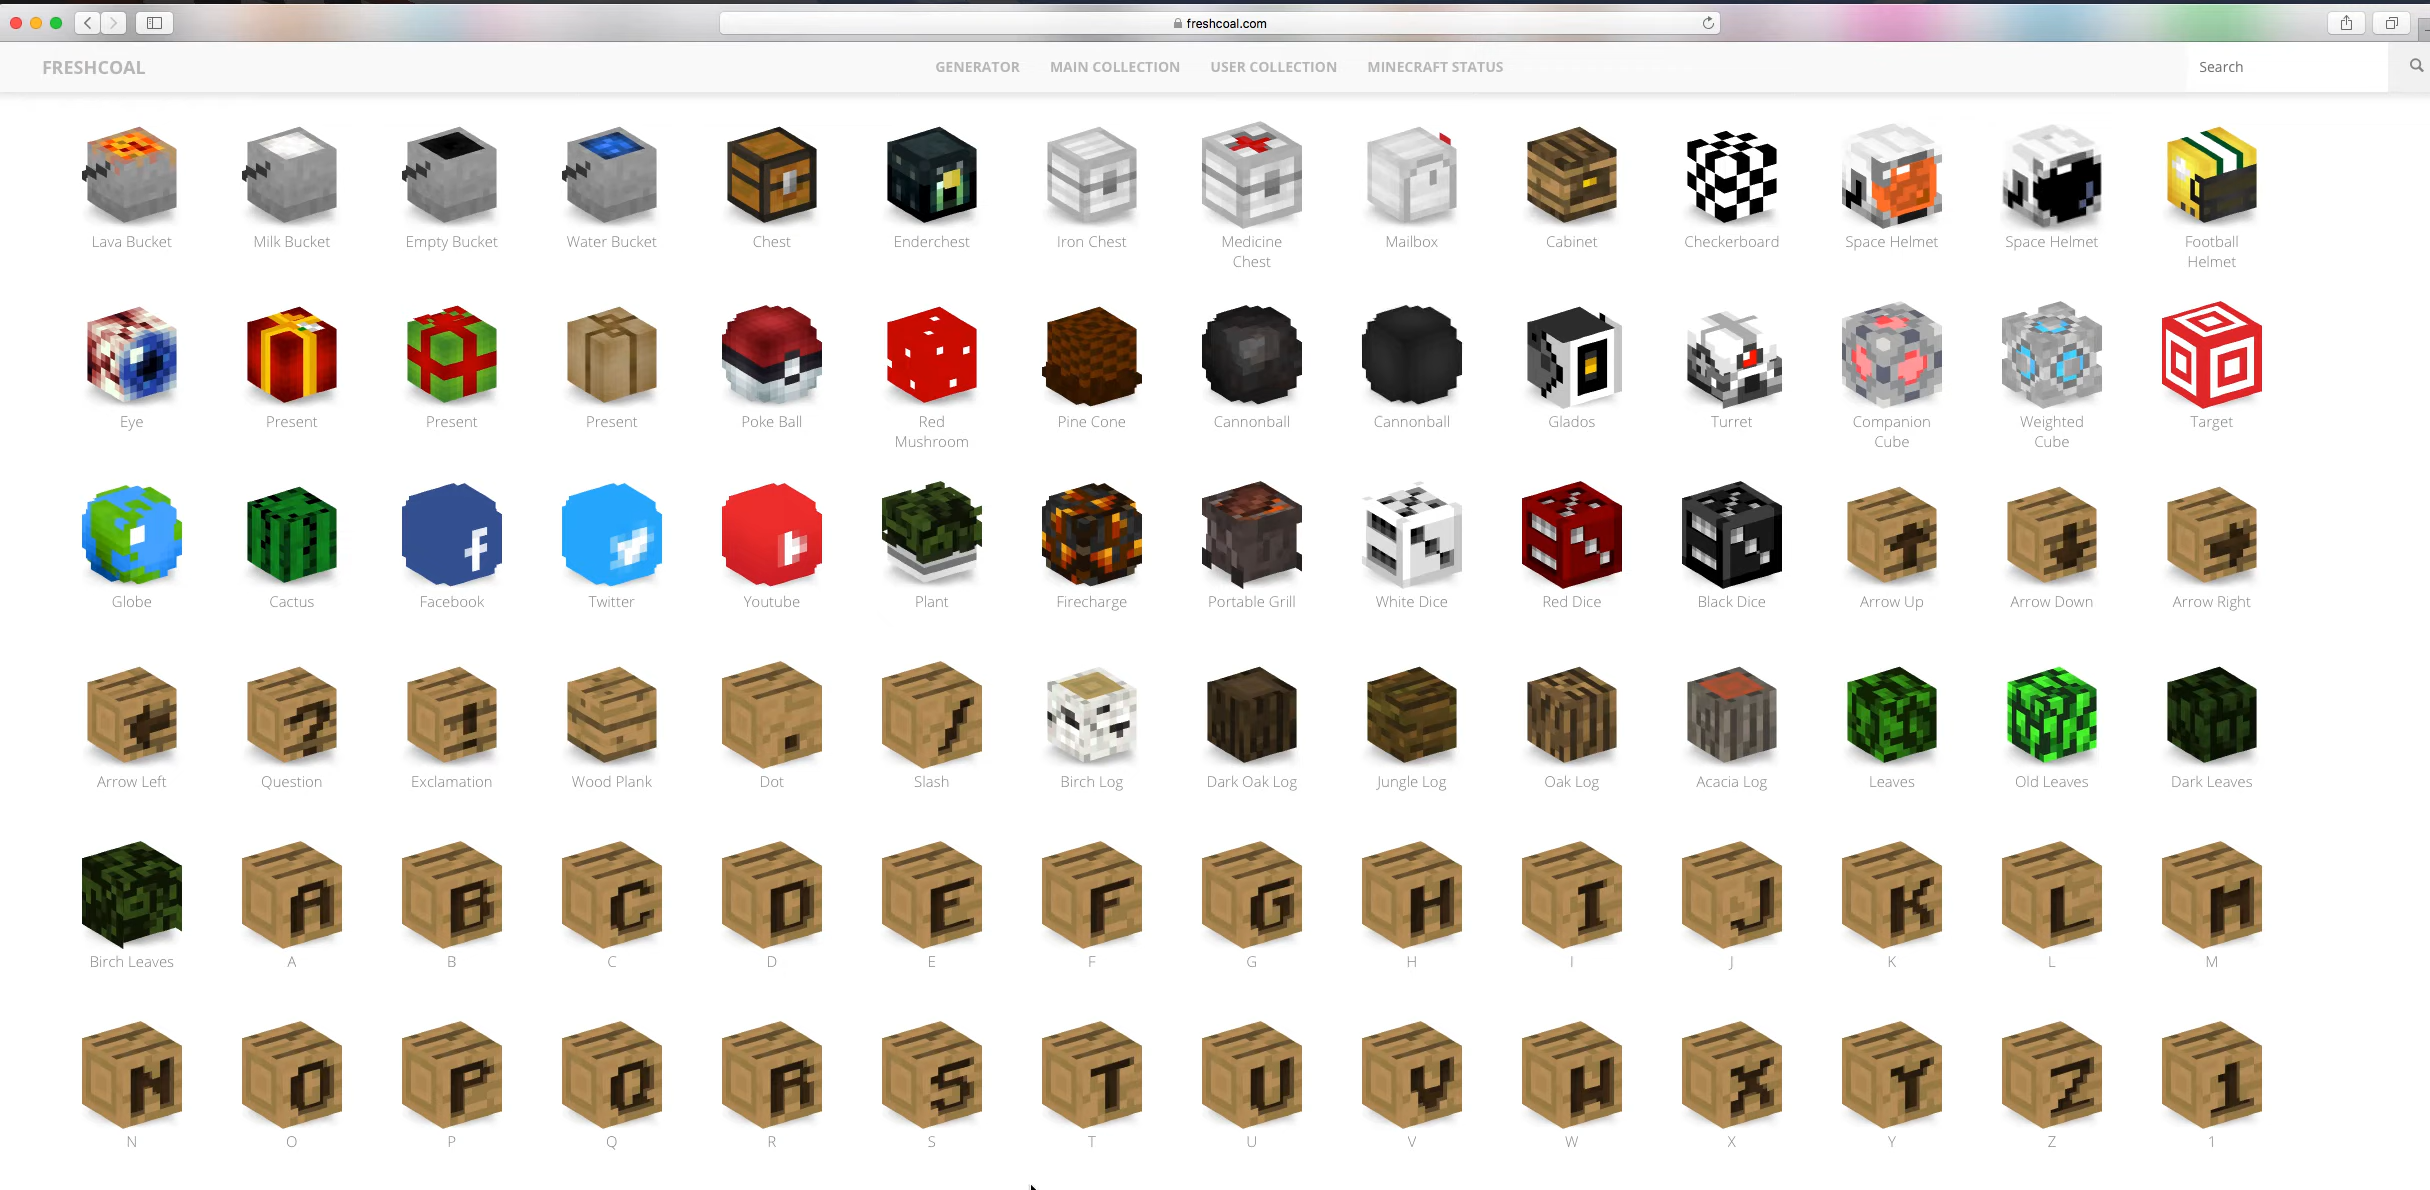 freshcoal.com
FRESHCOAL
GENERATOR
MAIN COLLECTION
USER COLLECTION
MINECRAFT STATUS
Search
Lava Bucket
Milk Bucket
Empty Bucket
Water Bucket
Chest
Enderchest
Iron Chest
Medicine
Chest
Mailbox
Cabinet
Checkerboard
Space Helmet
Space Helmet
Football
Helmet
Eye
Present
Present
Present
Poke Ball
Red
Mushroom
Pine Cone
Cannonball
Cannonball
Glados
Turret
Companion
Cube
Weighted
Cube
Target
f
Globe
Cactus
Facebook
Twitter
Youtube
Plant
Firecharge
Portable Grill
White Dice
Red Dice
Black Dice
Arrow Up
Arrow Down
Arrow Right
?
!
.
/
Arrow Left
Question
Exclamation
Wood Plank
Dot
Slash
Birch Log
Dark Oak Log
Jungle Log
Oak Log
Acacia Log
Leaves
Old Leaves
Dark Leaves
A
B
C
D
E
F
G
H
I
J
K
L
M
Birch Leaves
A
B
C
D
E
F
G
H
I
J
K
L
M
N
O
P
Q
R
S
T
U
V
W
X
Y
Z
1
N
O
P
Q
R
S
T
U
V
W
X
Y
Z
1